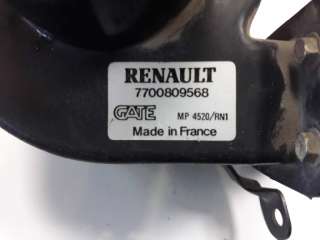 RENAULT
7700809568
GATE MP 4520/RN1
Made in France